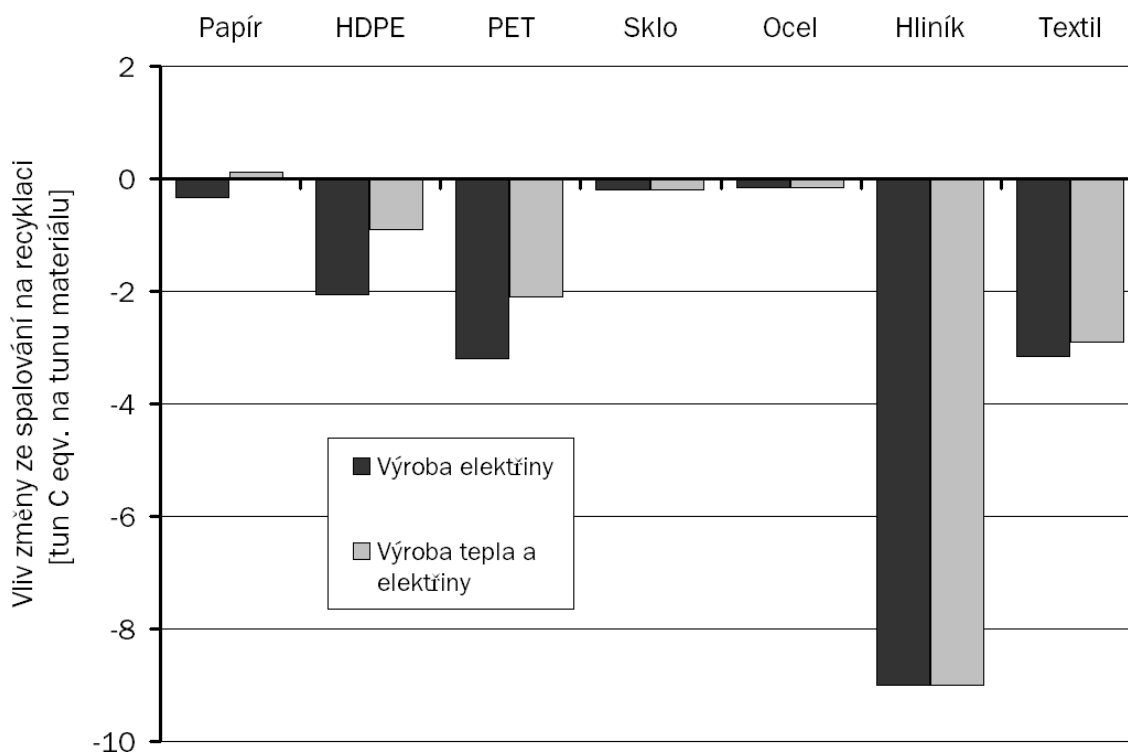 Papír HDPE PET Sklo Ocel Hliník Textil
2
0
-2
-4
-6
-8
-10
Vliv změny ze spalování na recyklaci
[tun C eqv. na tunu materiálu]
Výroba elektřiny
Výroba tepla a
elektřiny